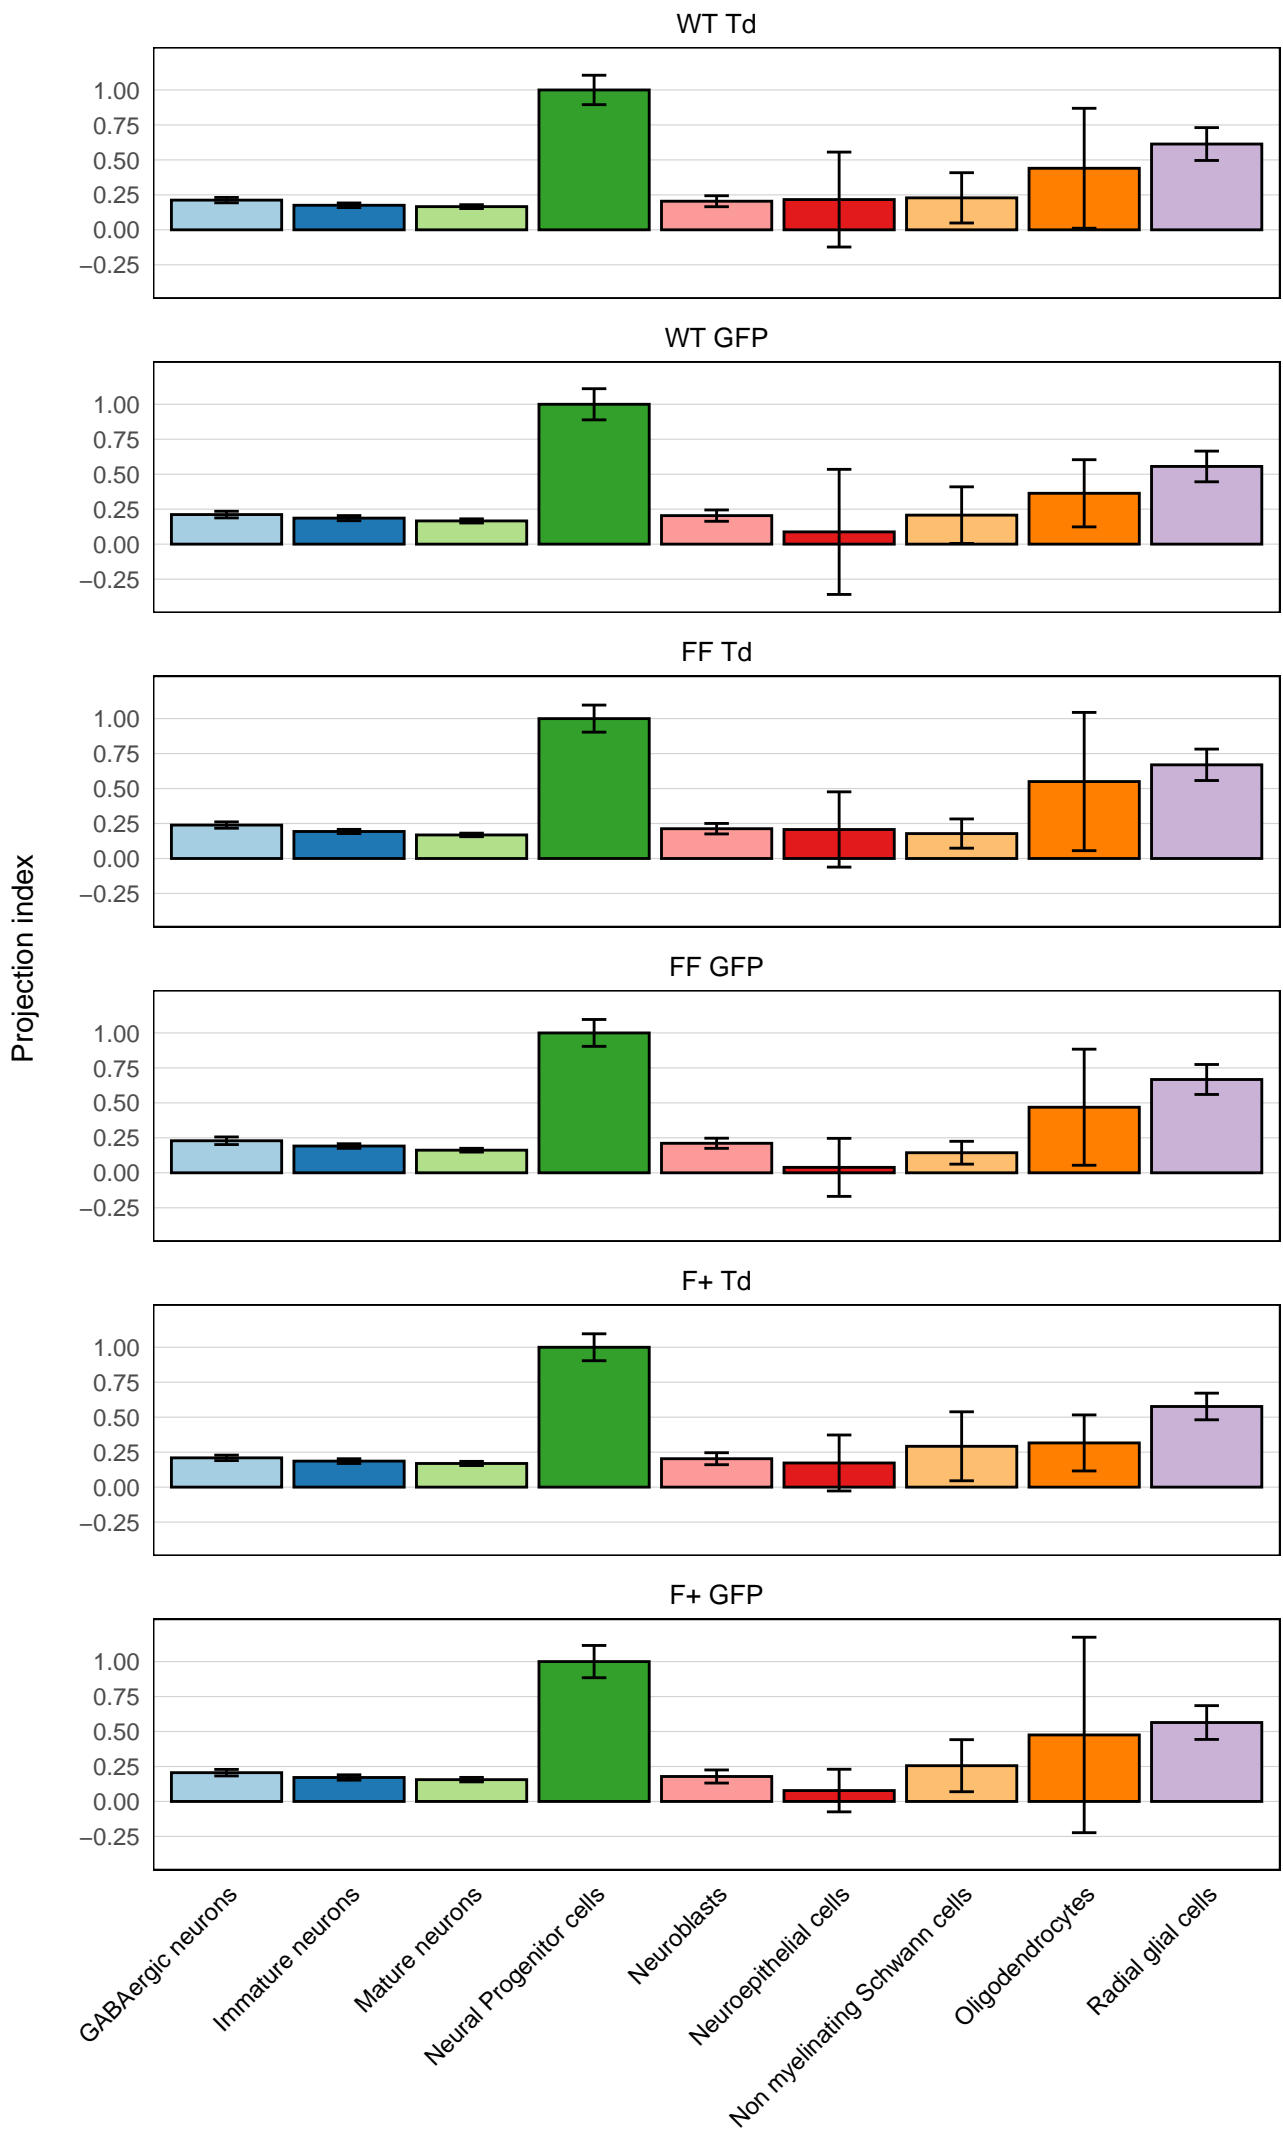 WT Td
1.00
0.75
0.50
0.25
0.00
−0.25
WT GFP
1.00
0.75
0.50
0.25
0.00
−0.25
FF Td
1.00
0.75
0.50
0.25
0.00
−0.25
Projection index
FF GFP
1.00
0.75
0.50
0.25
0.00
−0.25
F+ Td
1.00
0.75
0.50
0.25
0.00
−0.25
F+ GFP
1.00
0.75
0.50
0.25
0.00
−0.25
GABAergic neurons
Immature neurons
Mature neurons
Neural Progenitor cells
Neuroblasts
Neuroepithelial cells
Non myelinating Schwann cells
Oligodendrocytes
Radial glial cells